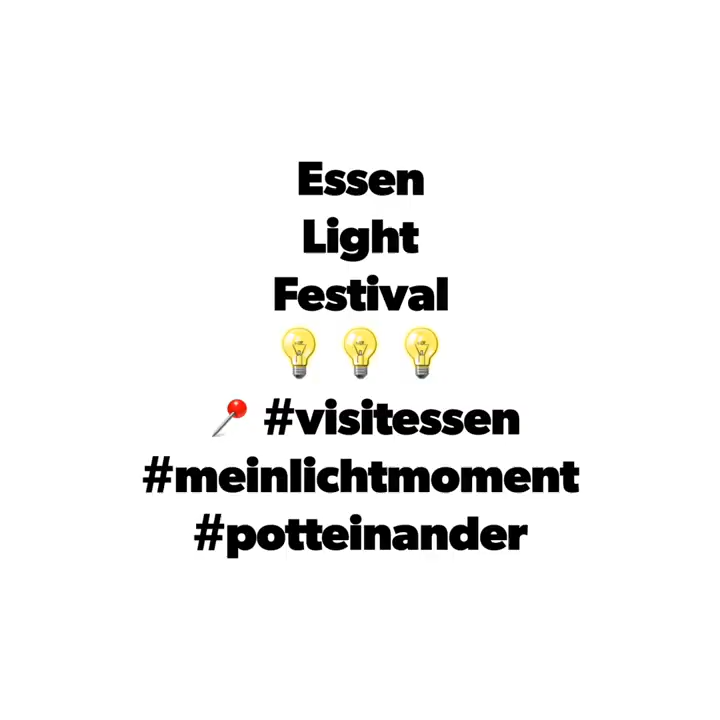 Essen
Light
Festival
💡 💡 💡
📍 #visitessen
#meinlichtmoment
#potteinander